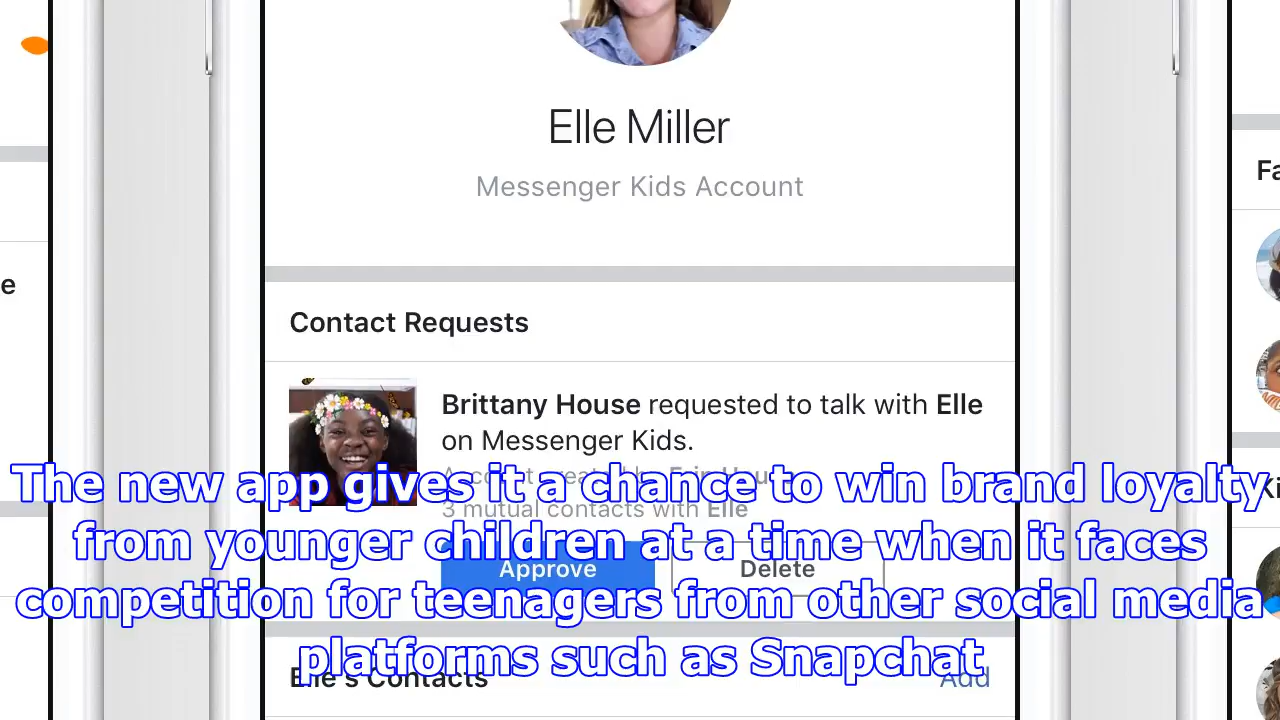 Elle Miller
Messenger Kids Account
Contact Requests
Brittany House requested to talk with Elle
on Messenger Kids.
3 mutual contacts with Elle
Approve
Delete
Elle's Contacts
Add
The new app gives it a chance to win brand loyalty
from younger children at a time when it faces
competition for teenagers from other social media
platforms such as Snapchat